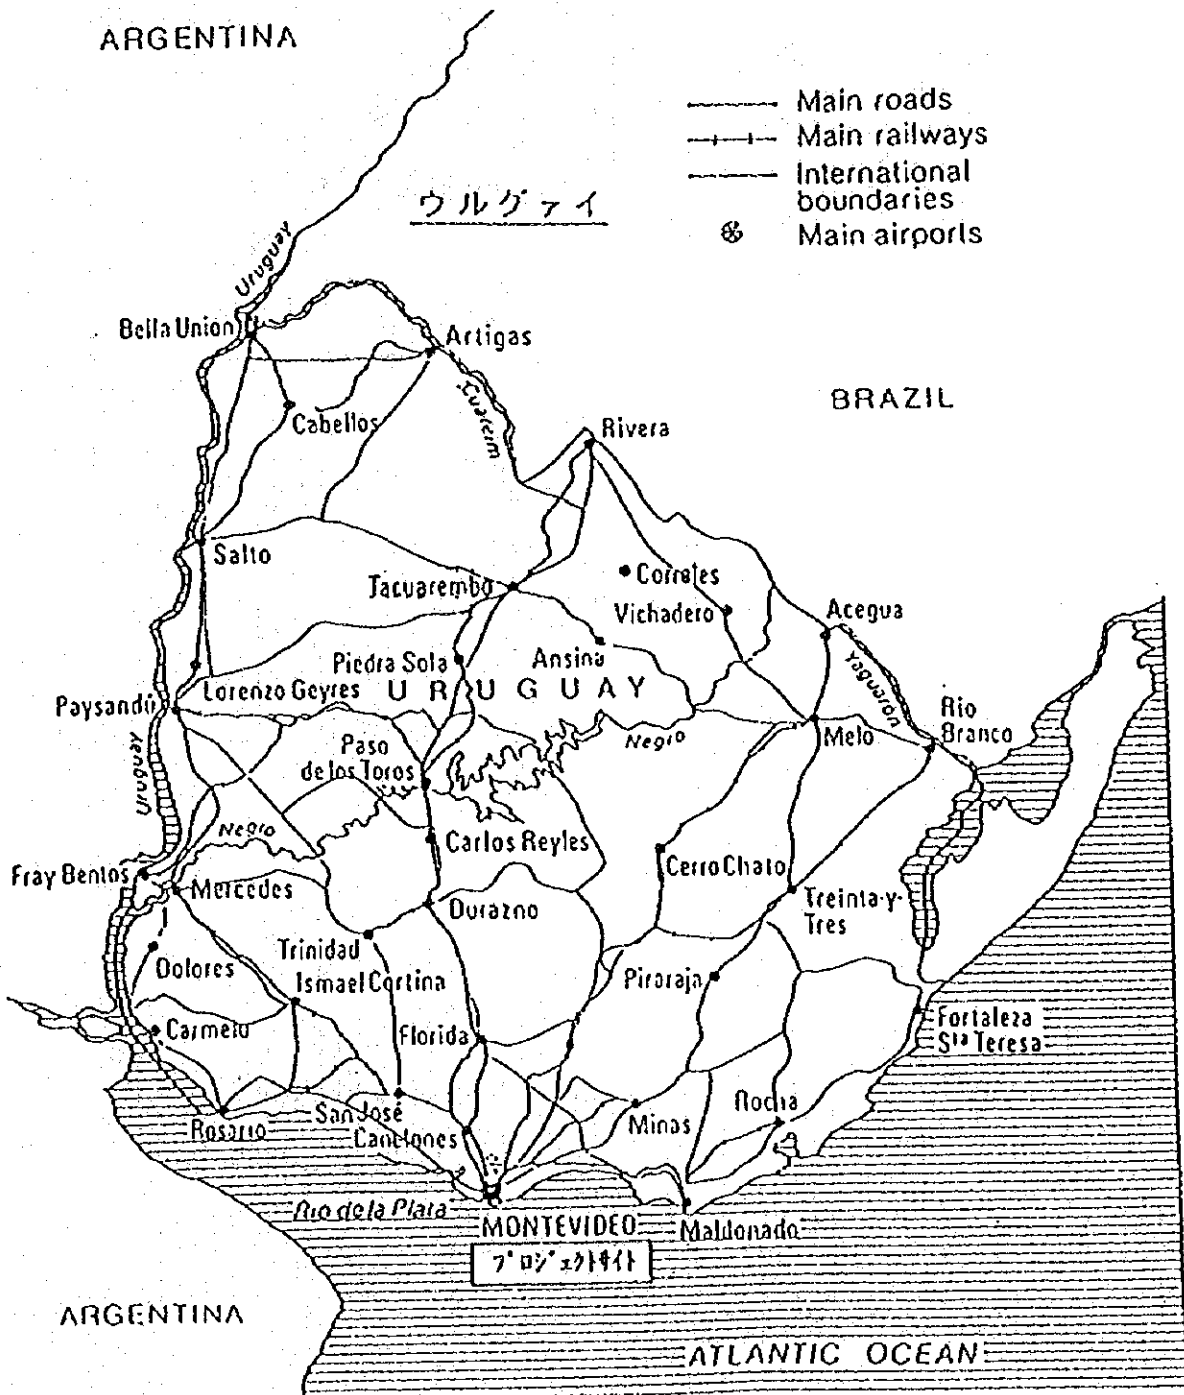 ARGENTINA
Main roads
Main railways
International
boundaries
Main airports
ウルグァイ
Uruguay
Bella Union
Artigas
Cuareim
BRAZIL
Cabellos
Rivera
Salto
Tacuarembo
Corrales
Vichadero
Acegua
Yaguarón
Piedra Sola
Ansina
Lorenzo Geyres
URUGUAY
Paysandú
Rio
Branco
Melo
Negro
Paso
de los Toros
Uruguay
Negro
Carlos Reyles
Cerro Chato
Fray Bentos
Mercedes
Durazno
Treinta-y-
Tres
Trinidad
Dolores
Ismael Cortina
Piraraja
Carmelo
Florida
Fortaleza
Sta Teresa
Rocha
San José
Minas
Rosario
Canelones
Rio de la Plata
MONTEVIDEO
Maldonado
プロジェクトサイト
ARGENTINA
ATLANTIC OCEAN